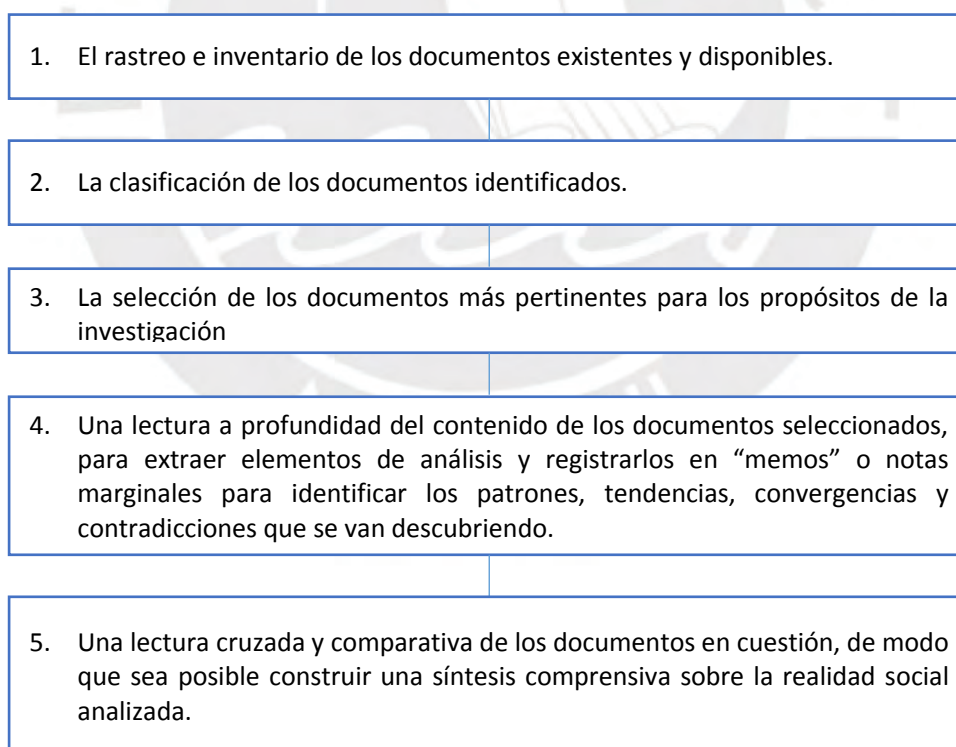 1. El rastreo e inventario de los documentos existentes y disponibles.
2. La clasificación de los documentos identificados.
3. La selección de los documentos más pertinentes para los propósitos de la
investigación
4. Una lectura a profundidad del contenido de los documentos seleccionados,
para extraer elementos de análisis y registrarlos en “memos” o notas
marginales para identificar los patrones, tendencias, convergencias y
contradicciones que se van descubriendo.
5. Una lectura cruzada y comparativa de los documentos en cuestión, de modo
que sea posible construir una síntesis comprensiva sobre la realidad social
analizada.